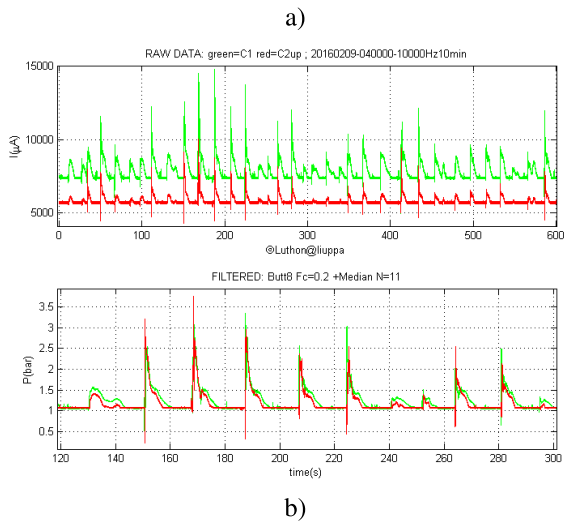 a)
RAW DATA: green=C1 red=C2up ; 20160209-040000-10000Hz10min
15000
10000
5000
I(μA)
0 100 200 300 400 500 600
©Luthon@liuppa
FILTERED: Butt8 Fc=0.2 +Median N=11
3.5
3
2.5
2
1.5
1
0.5
P(bar)
120 140 160 180 200 220 240 260 280 300
time(s)
b)